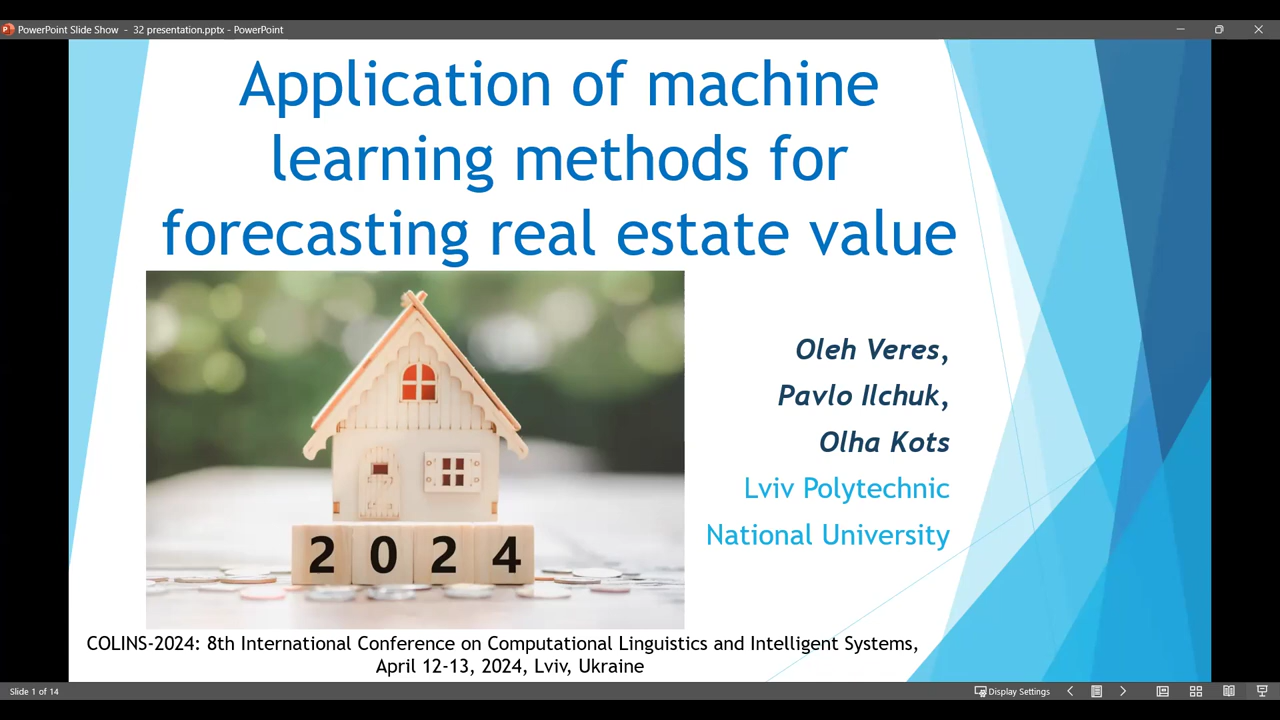 PowerPoint Slide Show - 32 presentation.pptx - PowerPoint
Application of machine
learning methods for
forecasting real estate value
Oleh Veres,
Pavlo Ilchuk,
Olha Kots
Lviv Polytechnic
National University
2024
COLINS-2024: 8th International Conference on Computational Linguistics and Intelligent Systems,
April 12-13, 2024, Lviv, Ukraine
Slide 1 of 14
Display Settings